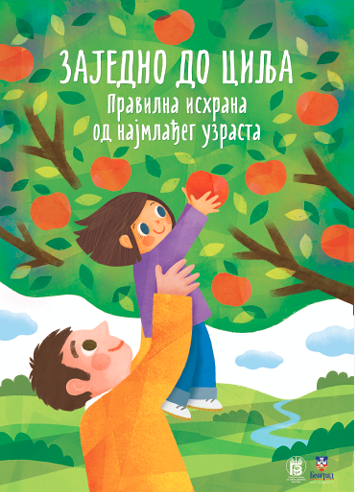 ЗАЈЕДНО ДО ЦИЉА
Правилна исхрана
од најмлађег узраста
Београд